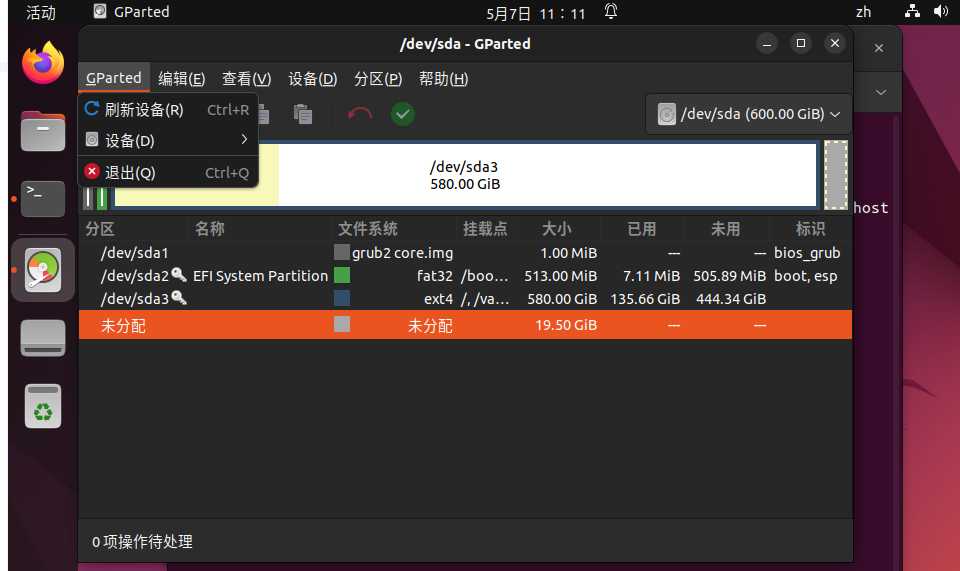 活动 GParted 5月7日 11：11 zh
/dev/sda - GParted
GParted 编辑(E) 查看(V) 设备(D) 分区(P) 帮助(H)
刷新设备(R) Ctrl+R
设备(D)
退出(Q) Ctrl+Q
/dev/sda (600.00 GiB)
/dev/sda3
580.00 GiB
host
分区 名称 文件系统 挂载点 大小 已用 未用 标识
/dev/sda1 grub2 core.img 1.00 MiB --- --- bios_grub
/dev/sda2 EFI System Partition fat32 /boo... 513.00 MiB 7.11 MiB 505.89 MiB boot, esp
/dev/sda3 ext4 /, /va... 580.00 GiB 135.66 GiB 444.34 GiB
未分配 未分配 19.50 GiB --- ---
0 项操作待处理